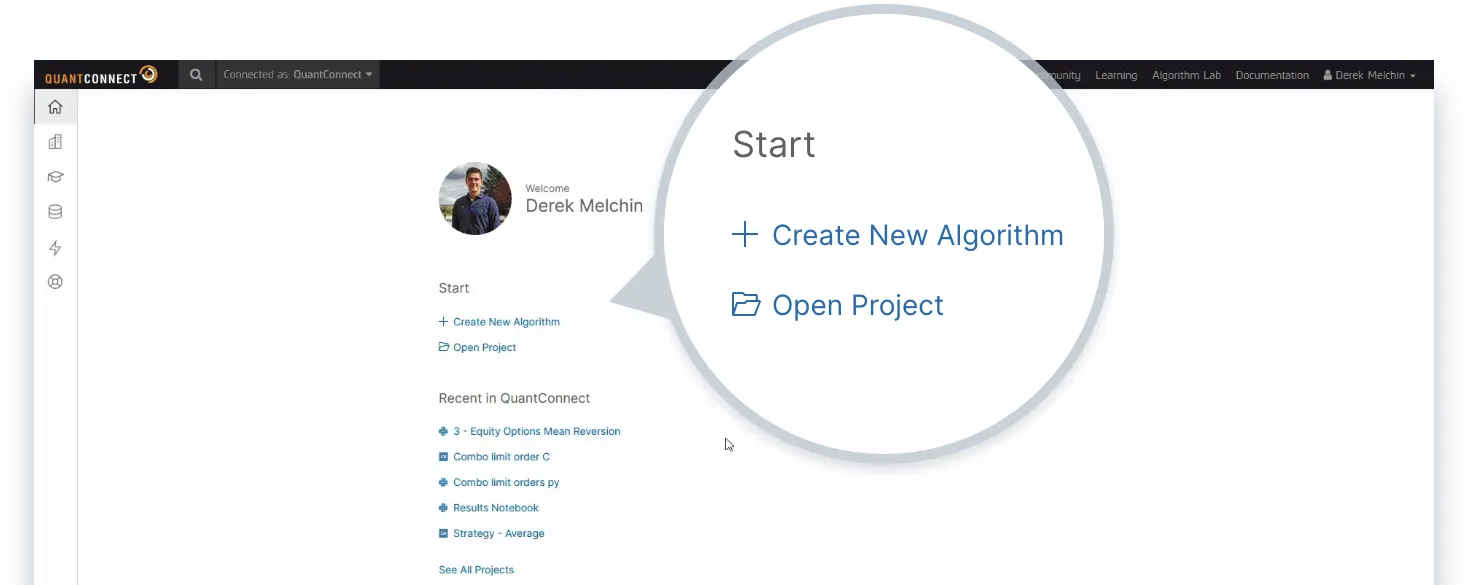 QUANTCONNECT
Connected as: QuantConnect
Learning
Algorithm Lab
Documentation
Derek Melchin
Welcome
Derek Melchin
Start
Create New Algorithm
Open Project
Recent in QuantConnect
3 - Equity Options Mean Reversion
Combo limit order C
Combo limit orders py
Results Notebook
Strategy - Average
See All Projects
Start
Create New Algorithm
Open Project